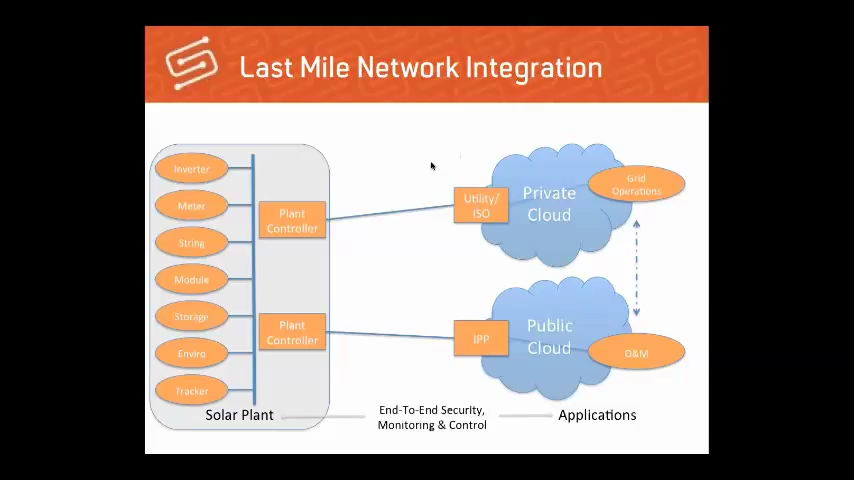 Last Mile Network Integration
Inverter
Meter
String
Module
Storage
Enviro
Tracker
Plant
Controller
Plant
Controller
Utility/
ISO
Private
Cloud
Grid
Operations
IPP
Public
Cloud
O&M
Solar Plant
End-To-End Security,
Monitoring & Control
Applications